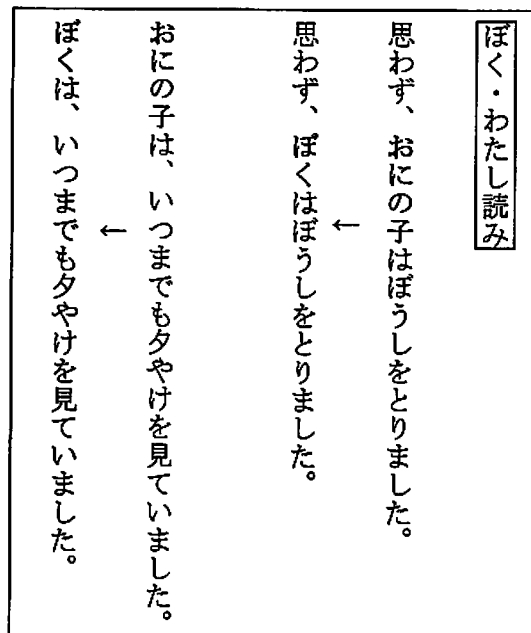 ぼく・わたし読み
思わず、おにの子はぼうしをとりました。
←
思わず、ぼくはぼうしをとりました。
おにの子は、いつまでも夕やけを見ていました。
←
ぼくは、いつまでも夕やけを見ていました。